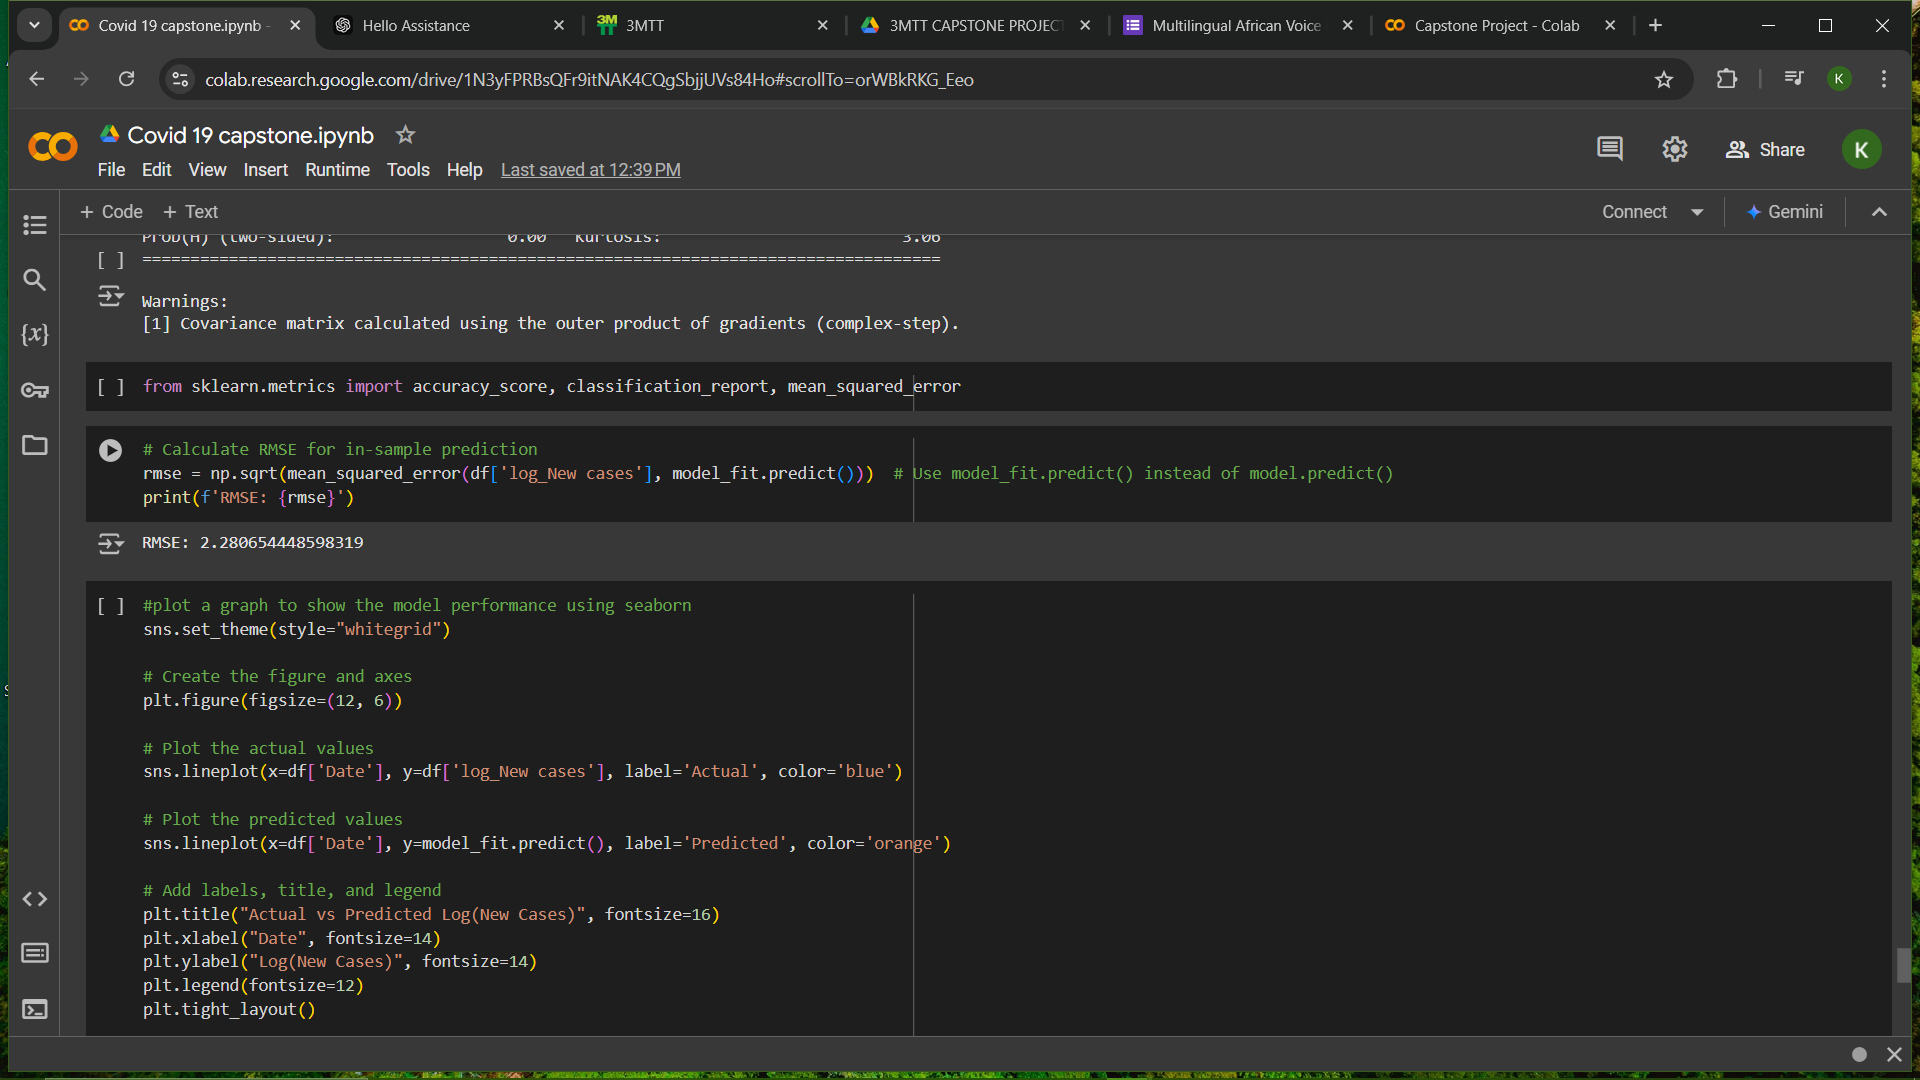 Covid 19 capstone.ipynb -
Hello Assistance
3MTT
3MTT CAPSTONE PROJEC
Multilingual African Voice
Capstone Project - Colab
colab.research.google.com/drive/1N3yFPRBsQFr9itNAK4CQgSbjjUVs84Ho#scrollTo=orWBkRKG_Eeo
K
Covid 19 capstone.ipynb
File Edit View Insert Runtime Tools Help Last saved at 12:39 PM
Share
K
+ Code + Text
Connect
Gemini
Prob(H) (two-sided): 0.00 Kurtosis: 3.06
[ ] ===================================================================================
Warnings:
[1] Covariance matrix calculated using the outer product of gradients (complex-step).
[ ] from sklearn.metrics import accuracy_score, classification_report, mean_squared_error
# Calculate RMSE for in-sample prediction
rmse = np.sqrt(mean_squared_error(df['log_New cases'], model_fit.predict())) # Use model_fit.predict() instead of model.predict()
print(f'RMSE: {rmse}')
RMSE: 2.280654448598319
[ ] #plot a graph to show the model performance using seaborn
sns.set_theme(style="whitegrid")
# Create the figure and axes
plt.figure(figsize=(12, 6))
# Plot the actual values
sns.lineplot(x=df['Date'], y=df['log_New cases'], label='Actual', color='blue')
# Plot the predicted values
sns.lineplot(x=df['Date'], y=model_fit.predict(), label='Predicted', color='orange')
# Add labels, title, and legend
plt.title("Actual vs Predicted Log(New Cases)", fontsize=16)
plt.xlabel("Date", fontsize=14)
plt.ylabel("Log(New Cases)", fontsize=14)
plt.legend(fontsize=12)
plt.tight_layout()